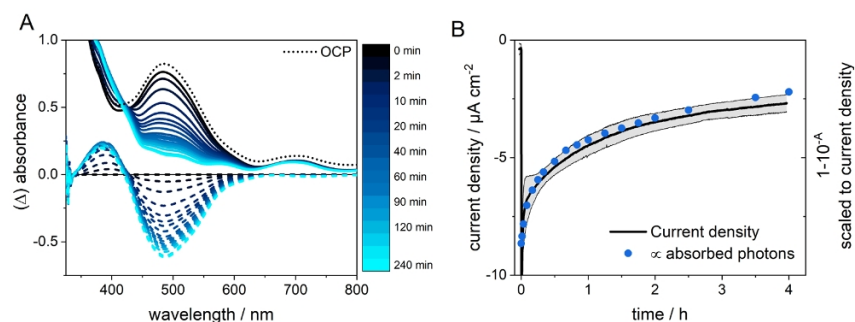 A
(Δ) absorbance
1.0
0.5
0.0
-0.5
400
500
600
700
800
wavelength / nm
OCP
0 min
2 min
10 min
20 min
40 min
60 min
90 min
120 min
240 min
B
current density / µA cm-2
0
-5
-10
0
1
2
3
4
time / h
Current density
∝ absorbed photons
1-10-A
scaled to current density